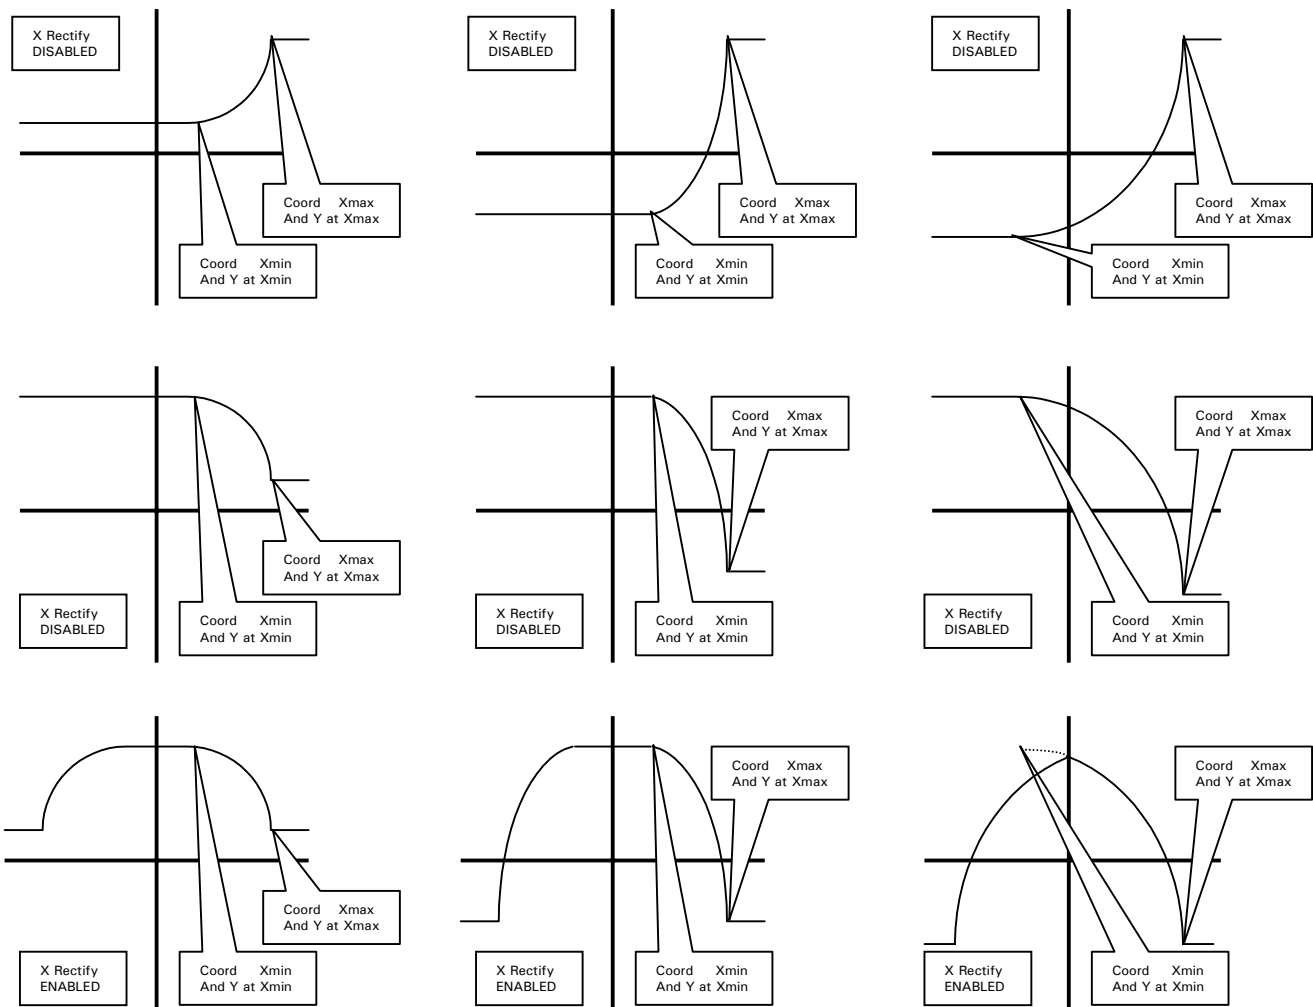 X Rectify
DISABLED
Coord Xmax
And Y at Xmax
Coord Xmin
And Y at Xmin
X Rectify
DISABLED
Coord Xmax
And Y at Xmax
Coord Xmin
And Y at Xmin
X Rectify
DISABLED
Coord Xmax
And Y at Xmax
Coord Xmin
And Y at Xmin
Coord Xmax
And Y at Xmax
X Rectify
DISABLED
Coord Xmin
And Y at Xmin
Coord Xmax
And Y at Xmax
X Rectify
DISABLED
Coord Xmin
And Y at Xmin
Coord Xmax
And Y at Xmax
X Rectify
DISABLED
Coord Xmin
And Y at Xmin
Coord Xmax
And Y at Xmax
X Rectify
ENABLED
Coord Xmin
And Y at Xmin
Coord Xmax
And Y at Xmax
X Rectify
ENABLED
Coord Xmin
And Y at Xmin
Coord Xmax
And Y at Xmax
X Rectify
ENABLED
Coord Xmin
And Y at Xmin